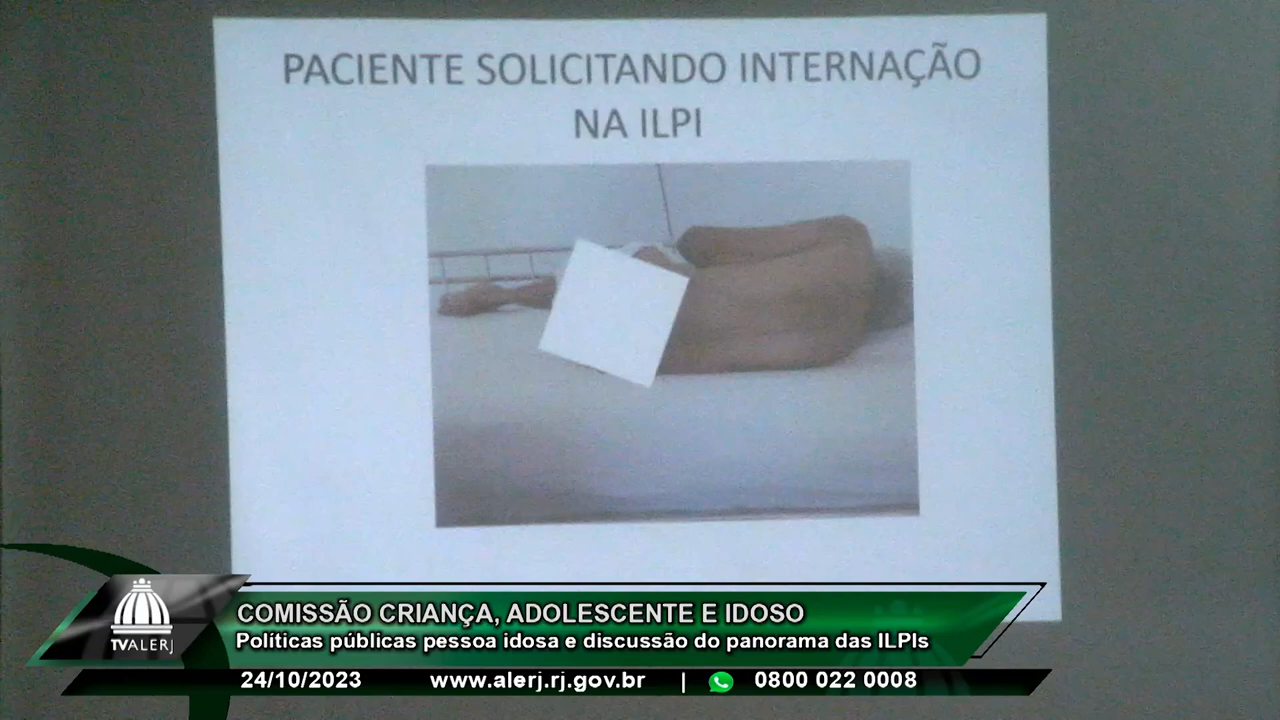 PACIENTE SOLICITANDO INTERNAÇÃO
NA ILPI
COMISSÃO CRIANÇA, ADOLESCENTE E IDOSO
Políticas públicas pessoa idosa e discussão do panorama das ILPIs
TVALERJ
24/10/2023 www.alerj.rj.gov.br | 0800 022 0008